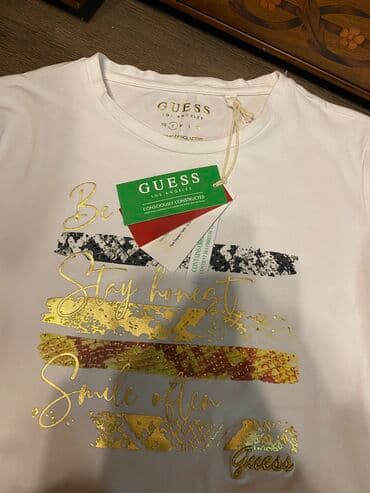 GUESS
LOS ANGELES
GUESS
LOS ANGELES
CONSCIOUSLY CONSTRUCTED
Be
Stay honest
Smile often
Guess